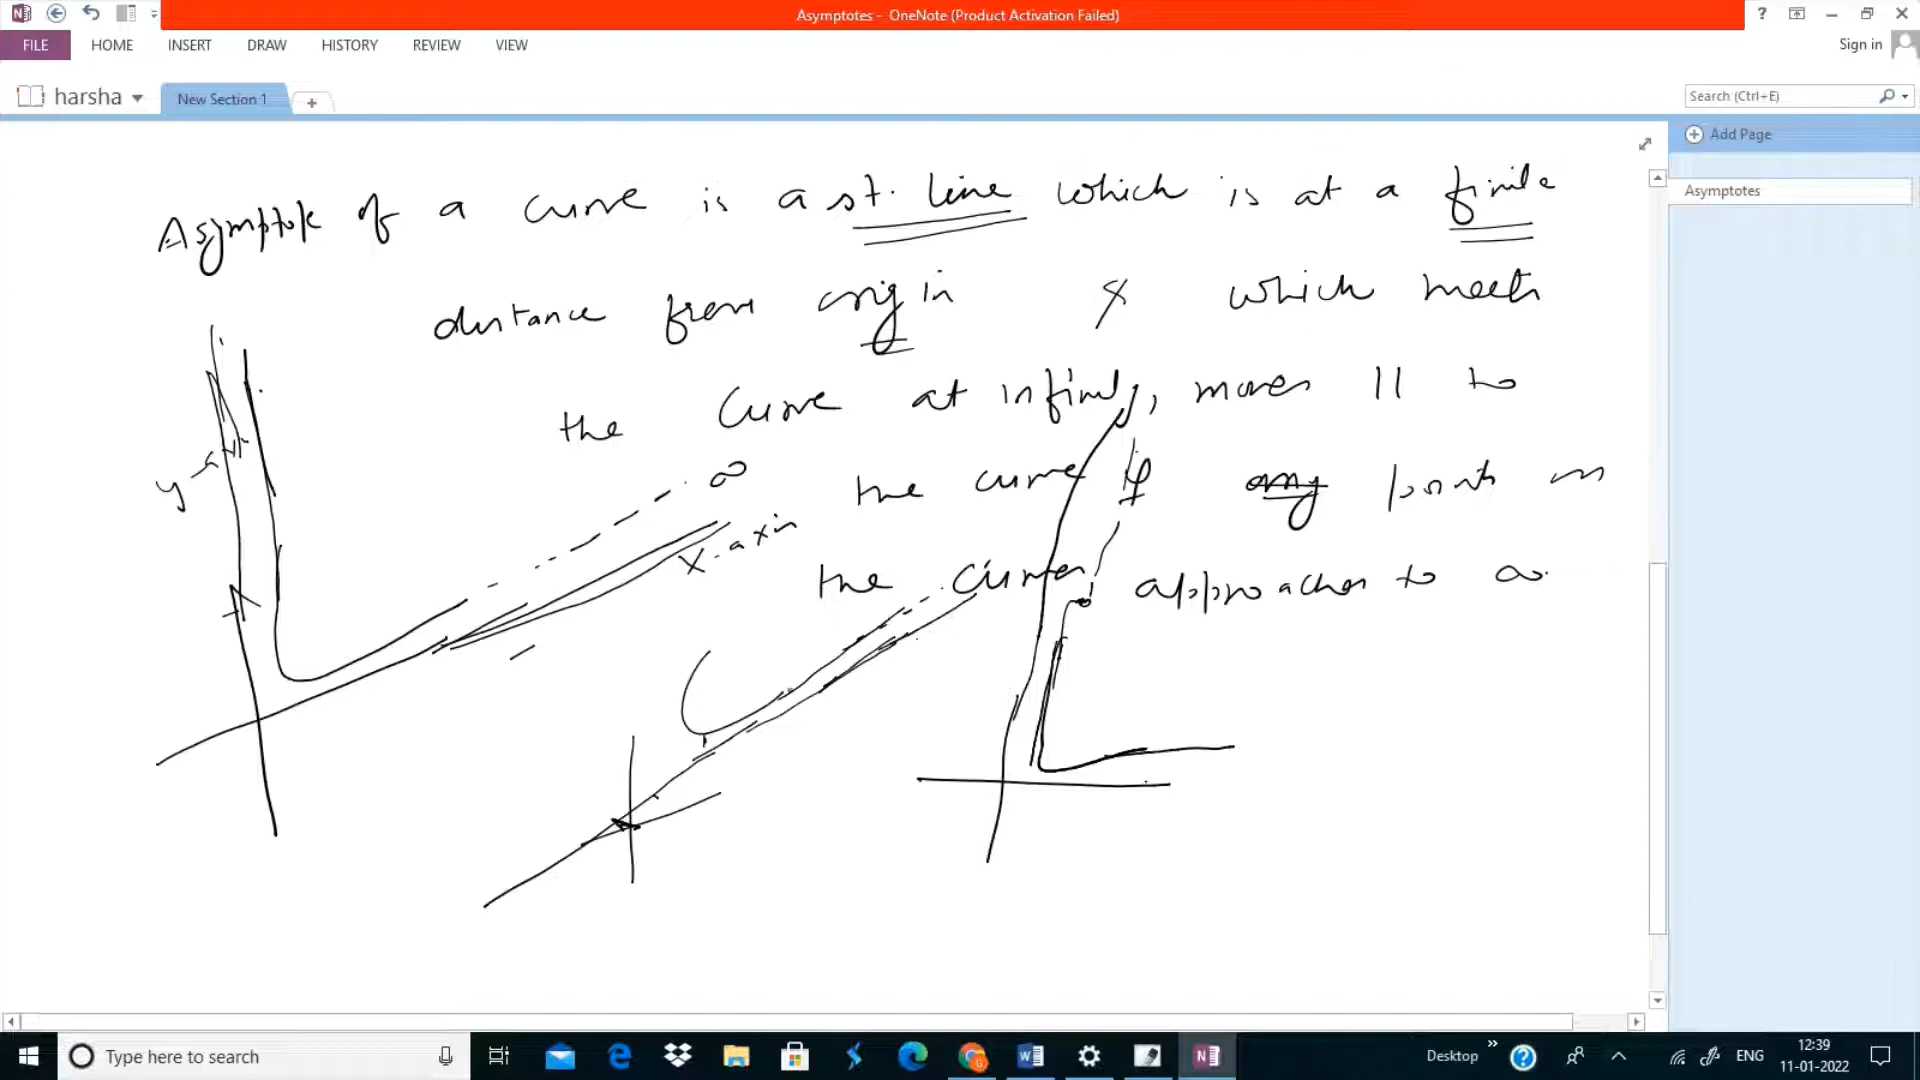 Asymptotes - OneNote (Product Activation Failed)
?
FILE HOME INSERT DRAW HISTORY REVIEW VIEW
Sign in
harsha
New Section 1
+
Search (Ctrl+E)
Add Page
Asymptotes
Asymptote of a curve is a st. line which is at a finite
distance from origin & which meets
the curve at infinity, moves || to
the curve if any points on
the curve approaches to ∞.
y
∞
X-axis
Type here to search
Desktop
»
ENG
12:39
11-01-2022